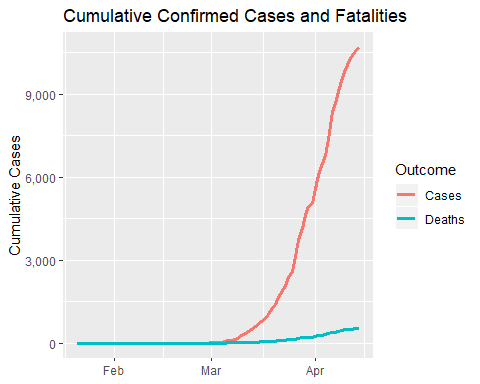 Cumulative Confirmed Cases and Fatalities
Cumulative Cases
9,000
6,000
3,000
0
Feb
Mar
Apr
Outcome
Cases
Deaths